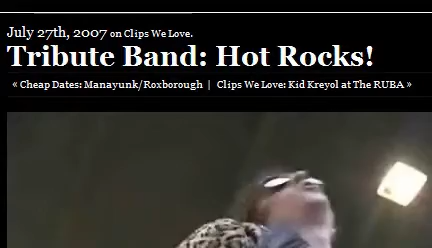 July 27th, 2007 on Clips We Love.
Tribute Band: Hot Rocks!
« Cheap Dates: Manayunk/Roxborough | Clips We Love: Kid Kreyol at The RUBA »